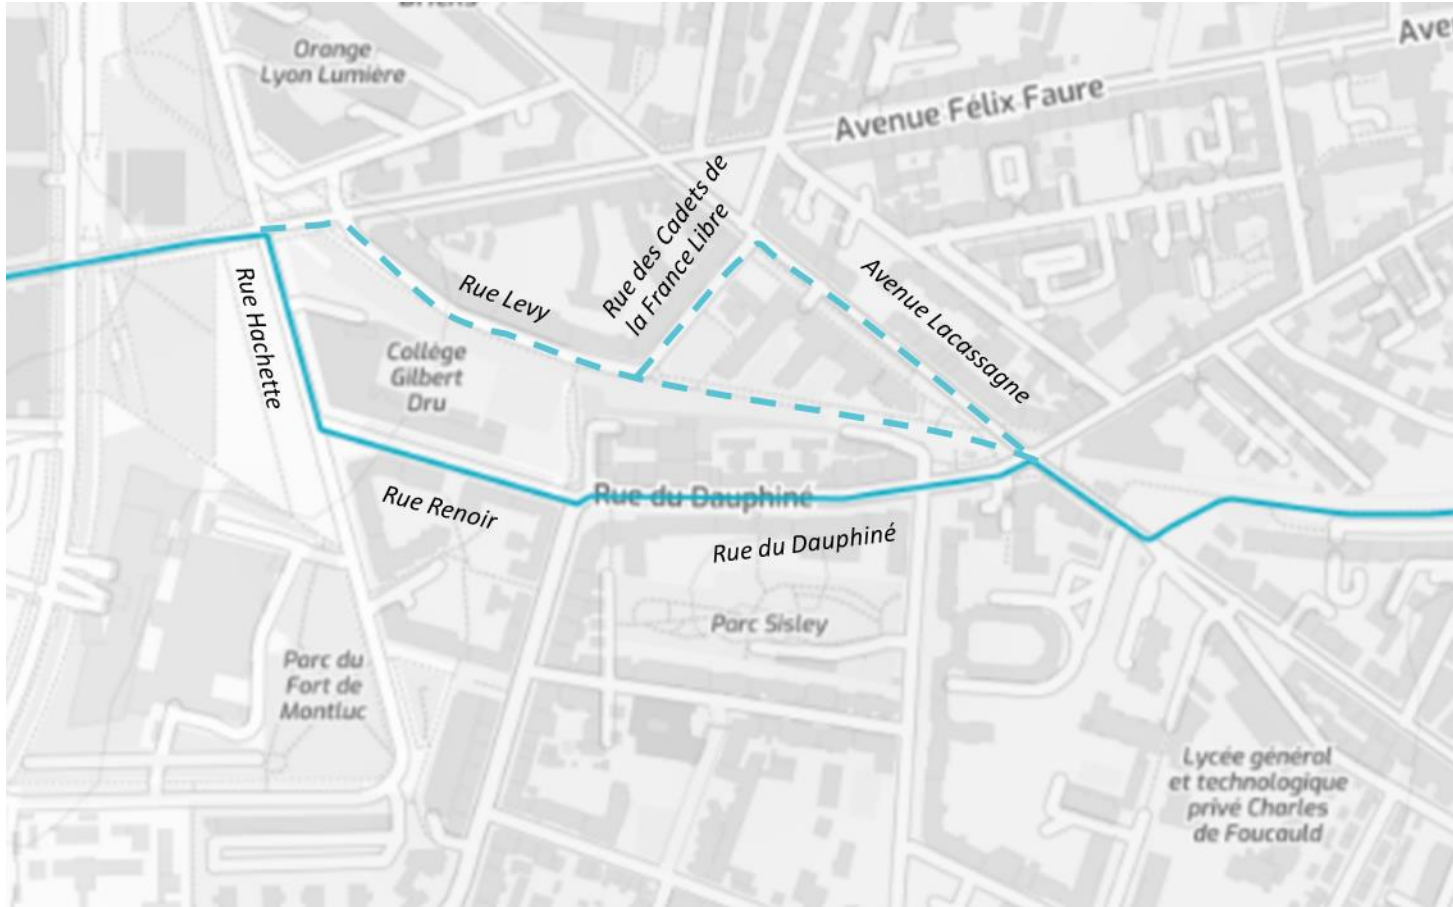 Orange
Lyon Lumière
Ave
Avenue Félix Faure
Rue des Cadets de
la France Libre
Rue Levy
Avenue Lacassagne
Rue Hachette
Collège
Gilbert
Dru
Rue Renoir
Rue du Dauphiné
Rue du Dauphiné
Parc Sisley
Parc du
Fort de
Montluc
Lycée général
et technologique
privé Charles
de Foucauld